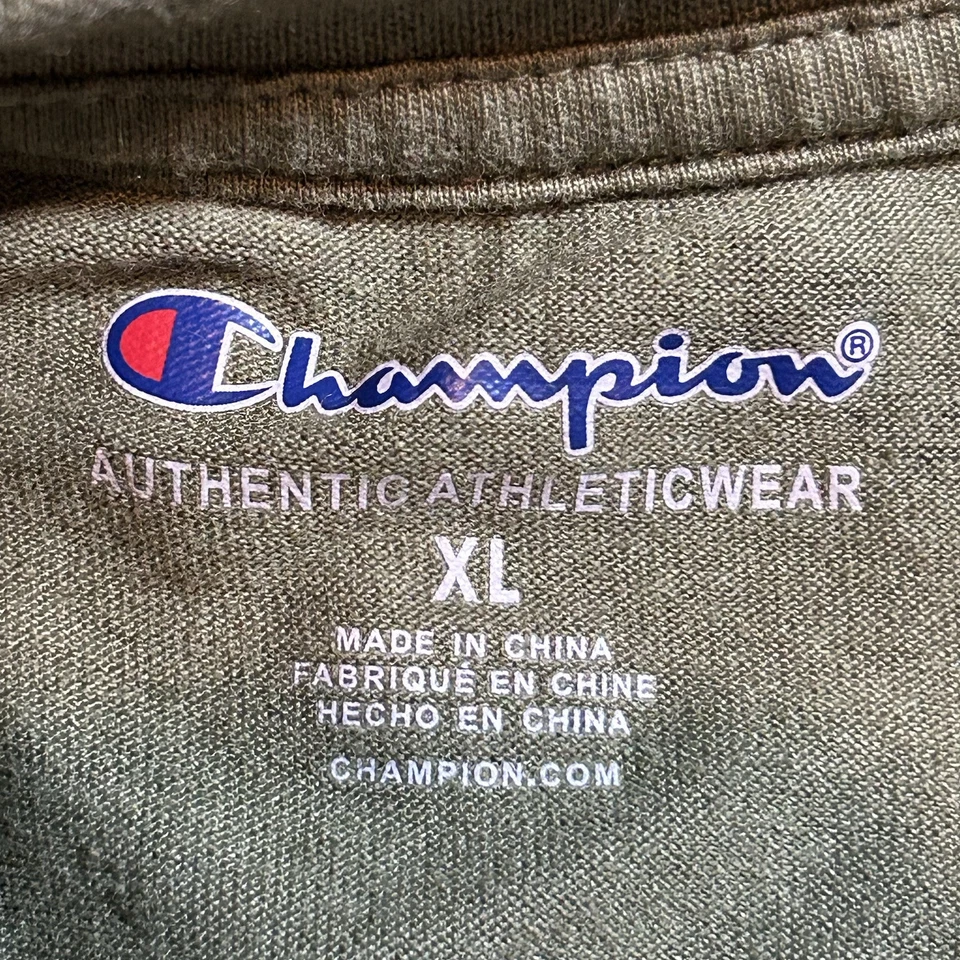 Champion®
AUTHENTIC ATHLETICWEAR
XL
MADE IN CHINA
FABRIQUÉ EN CHINE
HECHO EN CHINA
CHAMPION.COM